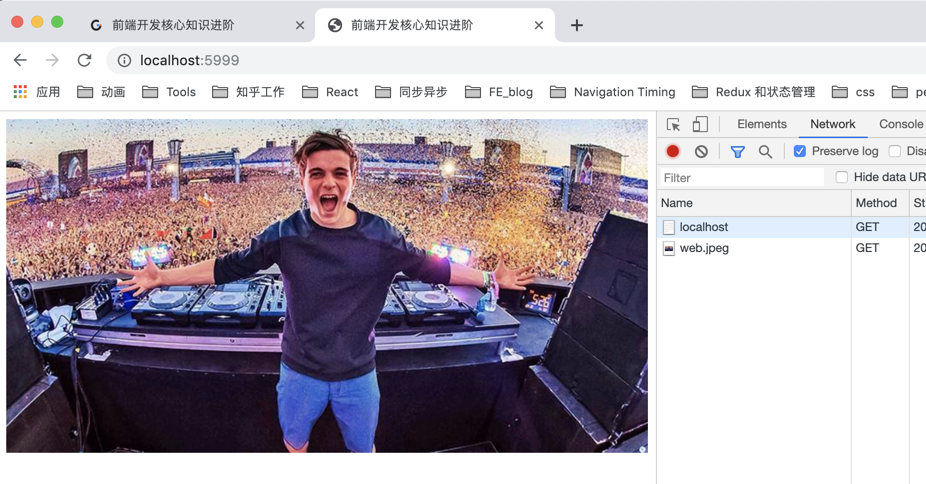 前端开发核心知识进阶
前端开发核心知识进阶
localhost:5999
应用 动画 Tools 知乎工作 React 同步异步 FE_blog Navigation Timing Redux 和状态管理 css pe
Elements Network Console
Preserve log Disa
Filter Hide data UR
Name Method St
localhost GET 20
web.jpeg GET 20
5:26